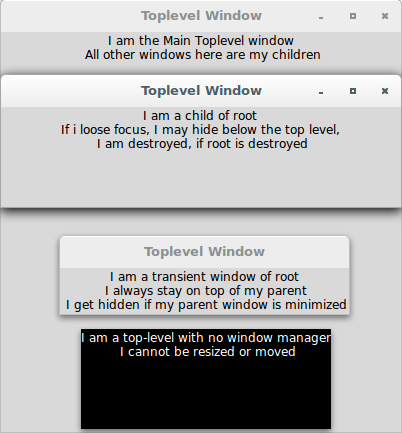 Toplevel Window
I am the Main Toplevel window
All other windows here are my children
Toplevel Window
I am a child of root
If i loose focus, I may hide below the top level,
I am destroyed, if root is destroyed
Toplevel Window
I am a transient window of root
I always stay on top of my parent
I get hidden if my parent window is minimized
I am a top-level with no window manager
I cannot be resized or moved